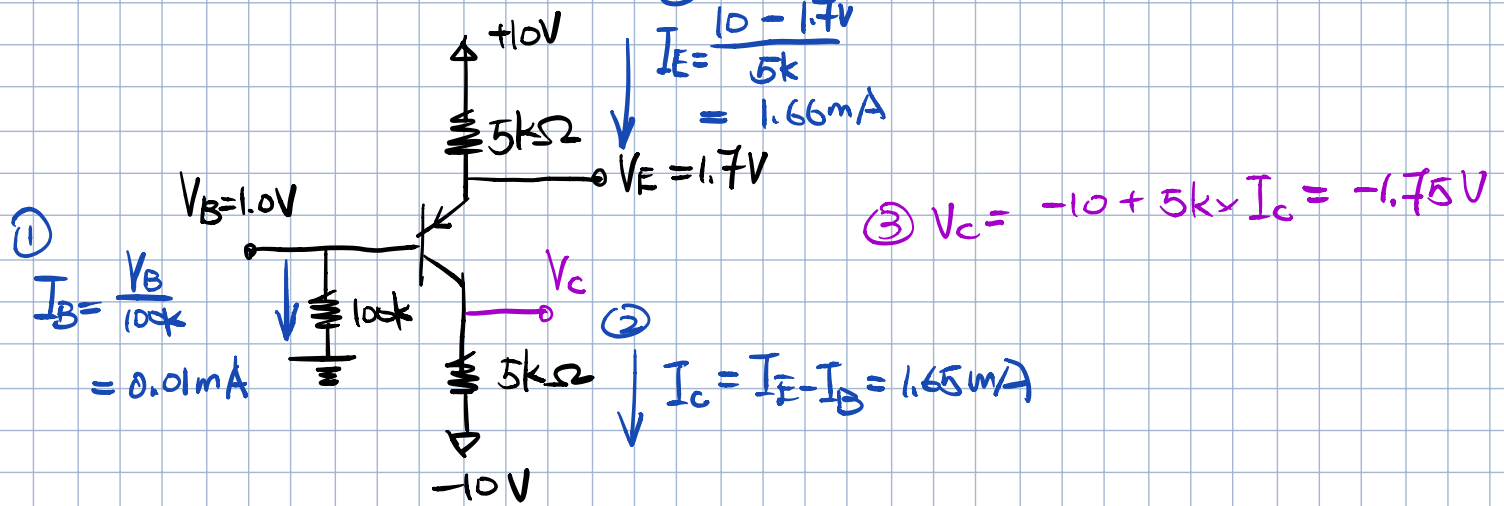 +10V
I_E = (10 - 1.7V) / 5k
= 1.66mA
5kΩ
V_E = 1.7V
V_B=1.0V
①
I_B = V_B / 100k
= 0.01mA
100k
V_C
②
I_C = I_E - I_B = 1.65mA
5kΩ
-10V
③ V_C = -10 + 5k × I_C = -1.75V